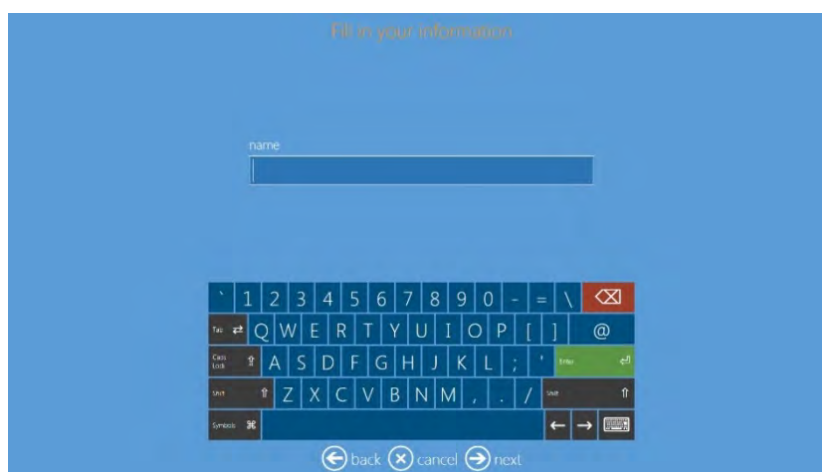 Fill in your information
name
` 1 2 3 4 5 6 7 8 9 0 - = \
Tab Q W E R T Y U I O P [ ] @
Caps Lock A S D F G H J K L ; ' Enter
Shift Z X C V B N M , . / Shift
Symbols
back cancel next